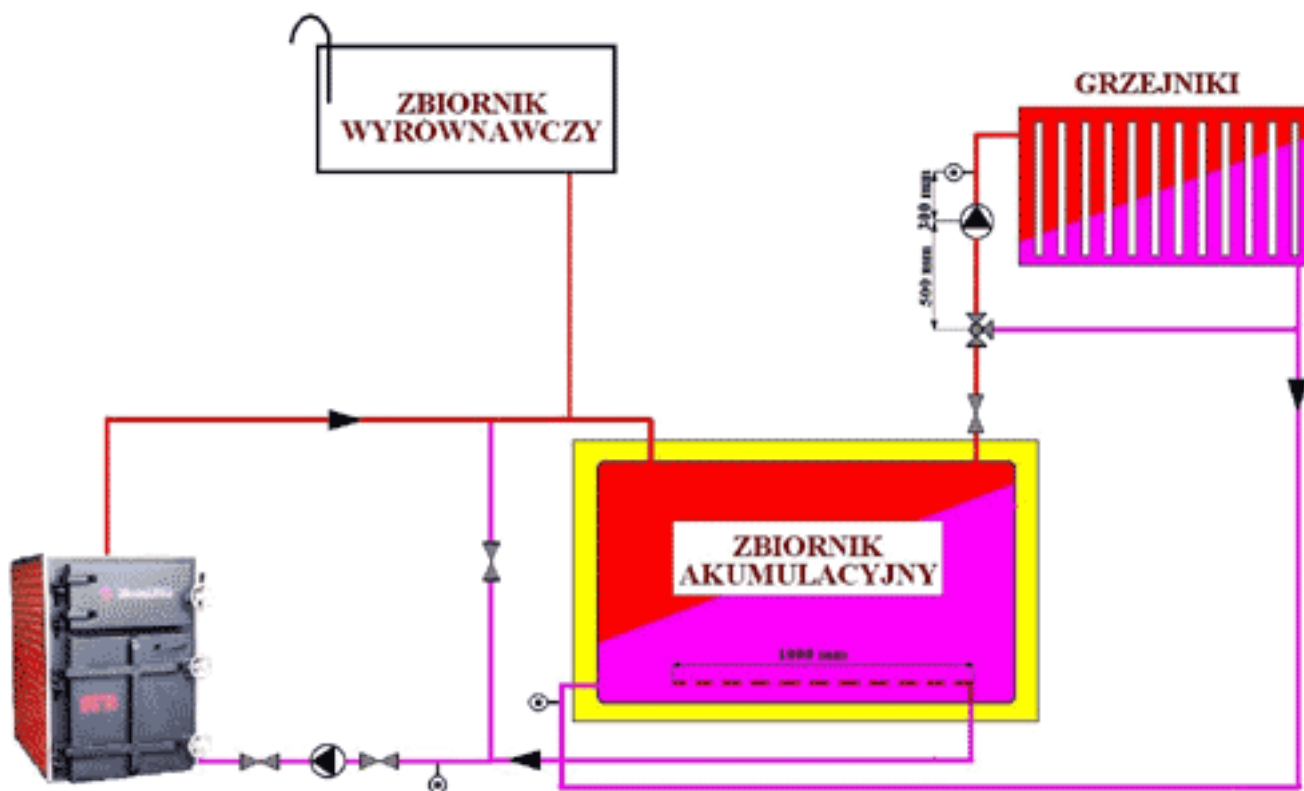 ZBIORNIK
WYRÓWNAWCZY
GRZEJNIKI
200 mm
500 mm
ZBIORNIK
AKUMULACYJNY
1000 mm